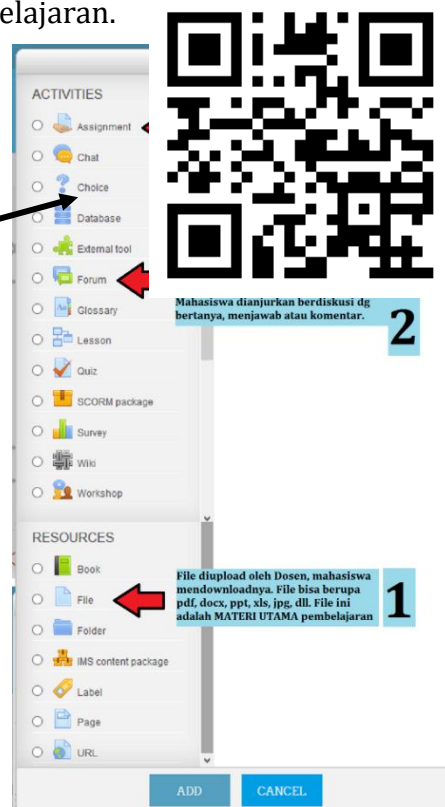 elajaran.
ACTIVITIES
Assignment
Chat
Choice
Database
External tool
Forum
Mahasiswa dianjurkan berdiskusi dg
bertanya, menjawab atau komentar.
2
Glossary
Lesson
Quiz
SCORM package
Survey
Wiki
Workshop
RESOURCES
Book
File
File diupload oleh Dosen, mahasiswa
mendownloadnya. File bisa berupa
pdf, docx, ppt, xls, jpg, dll. File ini
adalah MATERI UTAMA pembelajaran
1
Folder
IMS content package
Label
Page
URL
ADD
CANCEL